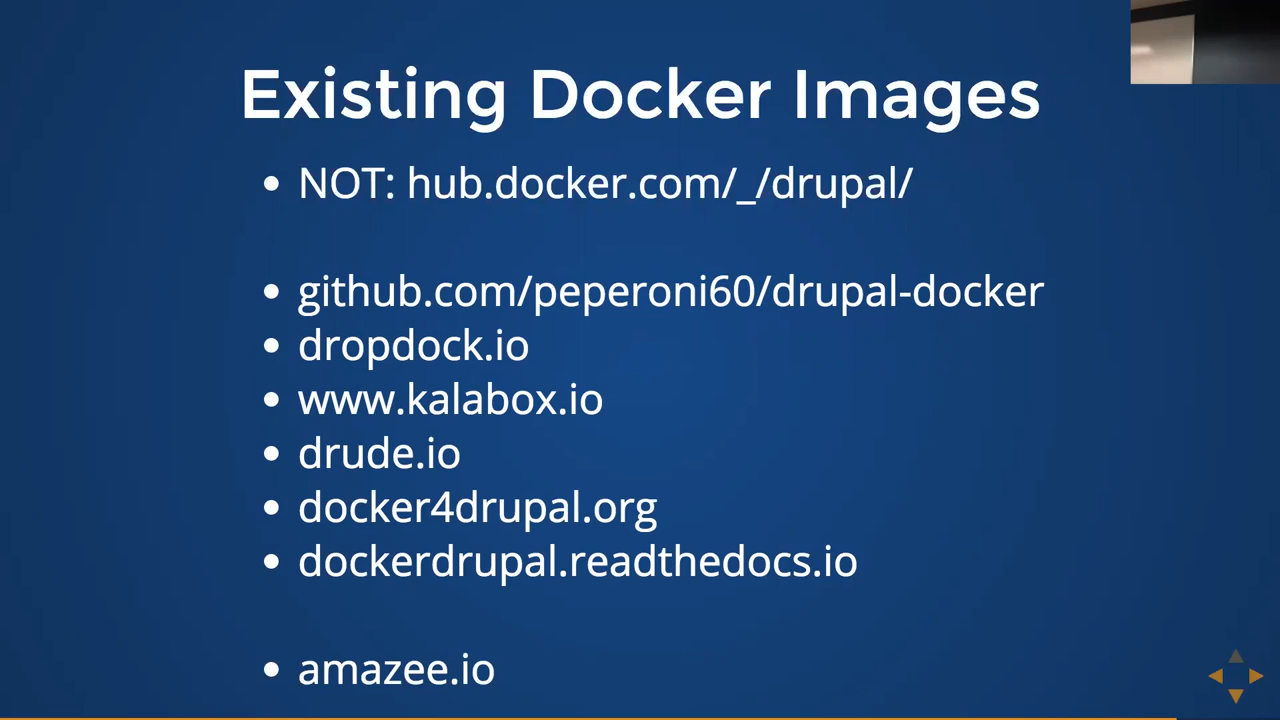 Existing Docker Images
NOT: hub.docker.com/_/drupal/
github.com/peperoni60/drupal-docker
dropdock.io
www.kalabox.io
drude.io
docker4drupal.org
dockerdrupal.readthedocs.io
amazee.io